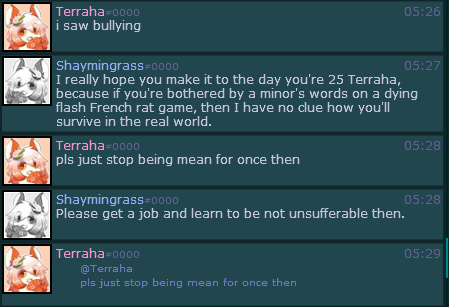 Terraha#0000 05:26
i saw bullying
Shaymingrass#0000 05:27
I really hope you make it to the day you're 25 Terraha,
because if you're bothered by a minor's words on a dying
flash French rat game, then I have no clue how you'll
survive in the real world.
Terraha#0000 05:28
pls just stop being mean for once then
Shaymingrass#0000 05:28
Please get a job and learn to be not unsufferable then.
Terraha#0000 05:29
@Terraha
pls just stop being mean for once then